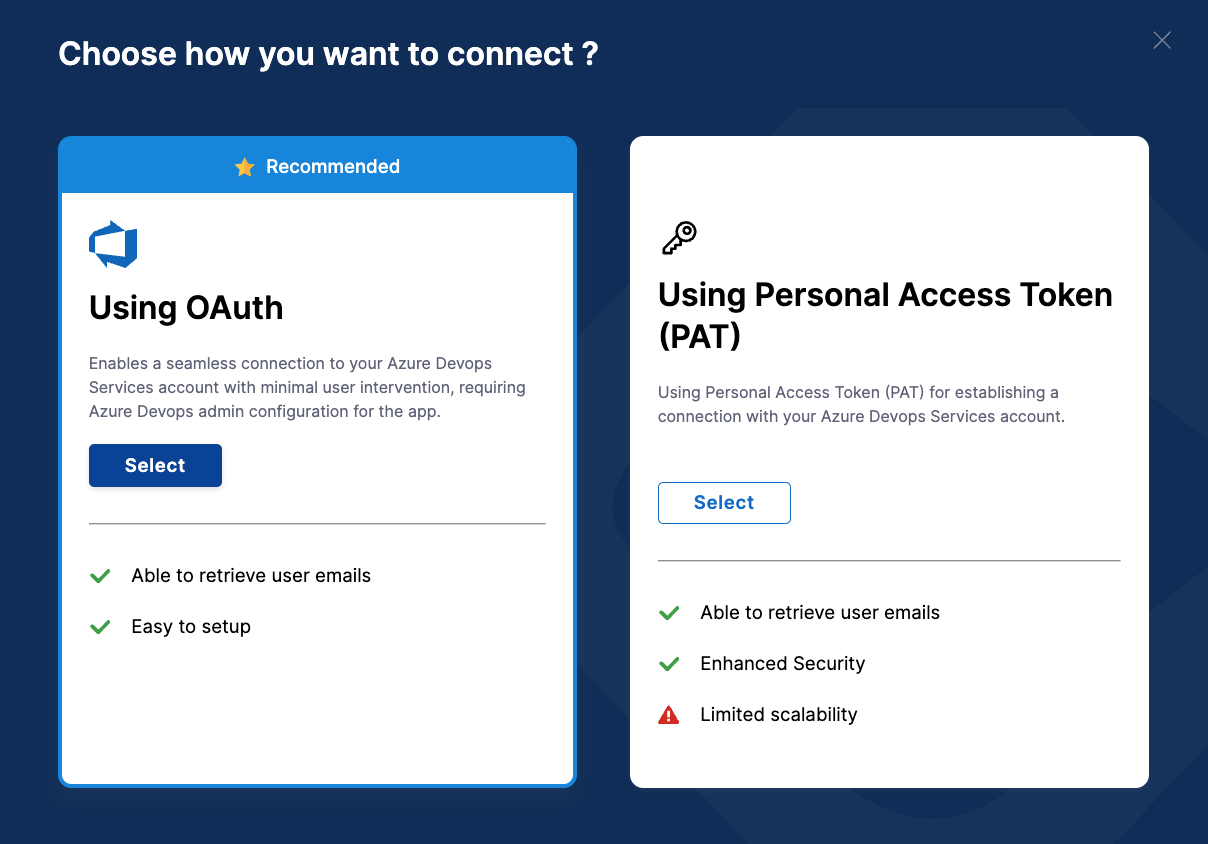 Choose how you want to connect ?
Recommended
Using OAuth
Enables a seamless connection to your Azure Devops
Services account with minimal user intervention, requiring
Azure Devops admin configuration for the app.
Select
Able to retrieve user emails
Easy to setup
Using Personal Access Token
(PAT)
Using Personal Access Token (PAT) for establishing a
connection with your Azure Devops Services account.
Select
Able to retrieve user emails
Enhanced Security
Limited scalability